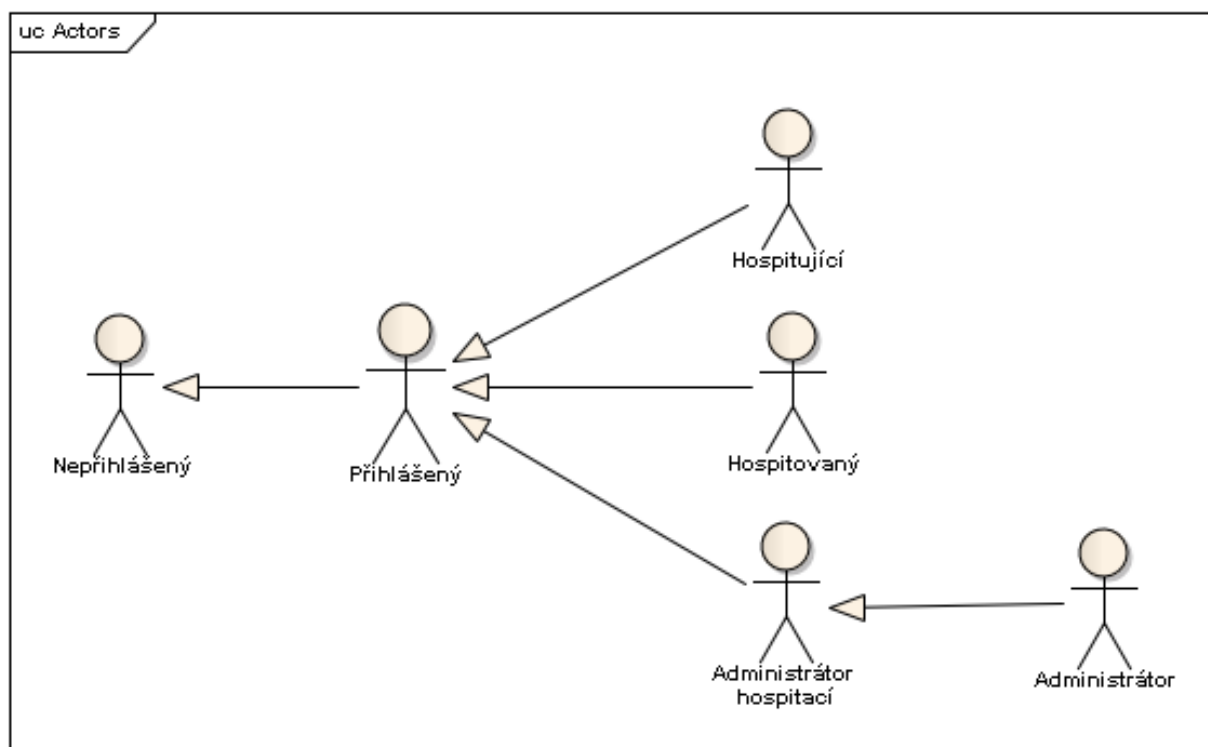 uc Actors
Hospitující
Nepřihlášený
Přihlášený
Hospitovaný
Administrátor
hospitací
Administrátor